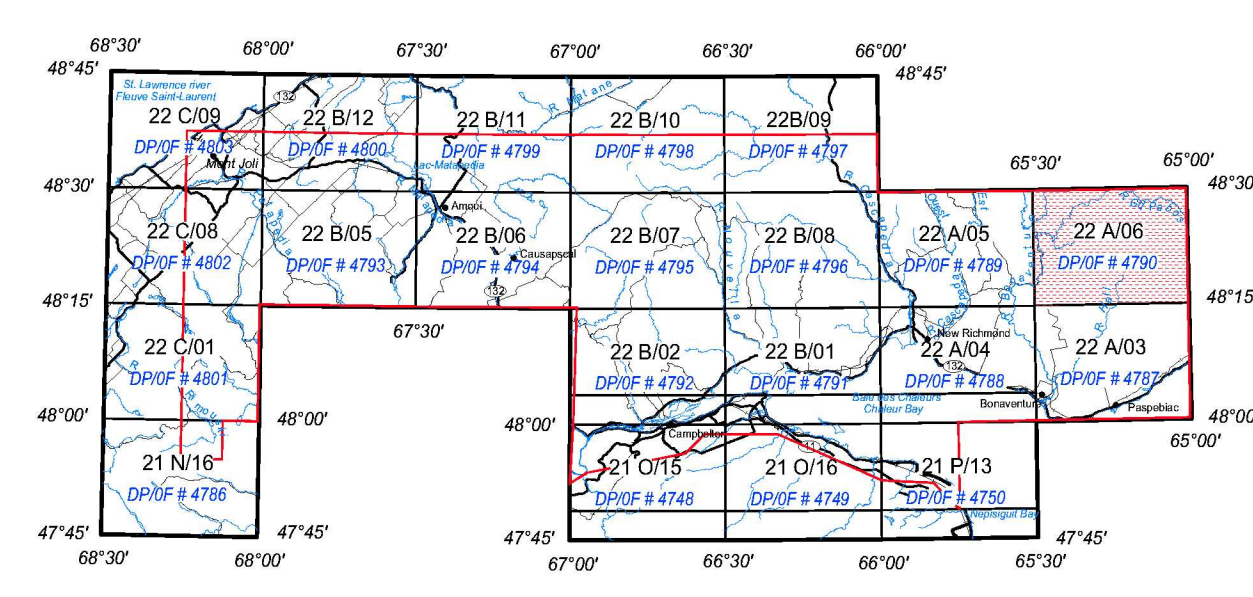 68°30' 68°00' 67°30' 67°00' 66°30' 66°00'
48°45' 48°45'
St. Lawrence river
Fleuve Saint-Laurent
132
R Matane
22 C/09 22 B/12 22 B/11 22 B/10 22B/09
DP/0F # 4803 DP/0F # 4800 DP/0F # 4799 DP/0F # 4798 DP/0F # 4797
Mont Joli Lac-Matapedia
65°30' 65°00'
48°30' 48°30'
Amqui
22 C/08 22 B/05 22 B/06 22 B/07 22 B/08 22 A/05 22 A/06
Causapscal
DP/0F # 4802 DP/0F # 4793 DP/0F # 4794 DP/0F # 4795 DP/0F # 4796 DP/0F # 4789 DP/0F # 4790
132
48°15' 48°15'
67°30'
New Richmond
22 C/01 22 B/02 22 B/01 22 A/04 22 A/03
132
DP/0F # 4801 DP/0F # 4792 DP/0F # 4791 DP/0F # 4788 DP/0F # 4787
Baie des Chaleurs
Chaleur Bay
Bonaventure Paspebiac
48°00' 48°00' 48°00' 48°00'
Campbellton
65°00'
11
21 N/16 21 O/15 21 O/16 21 P/13
DP/0F # 4786 DP/0F # 4748 DP/0F # 4749 DP/0F # 4750
Nepisiguit Bay
47°45' 47°45' 47°45' 47°45'
68°30' 68°00' 67°00' 66°30' 66°00' 65°30'